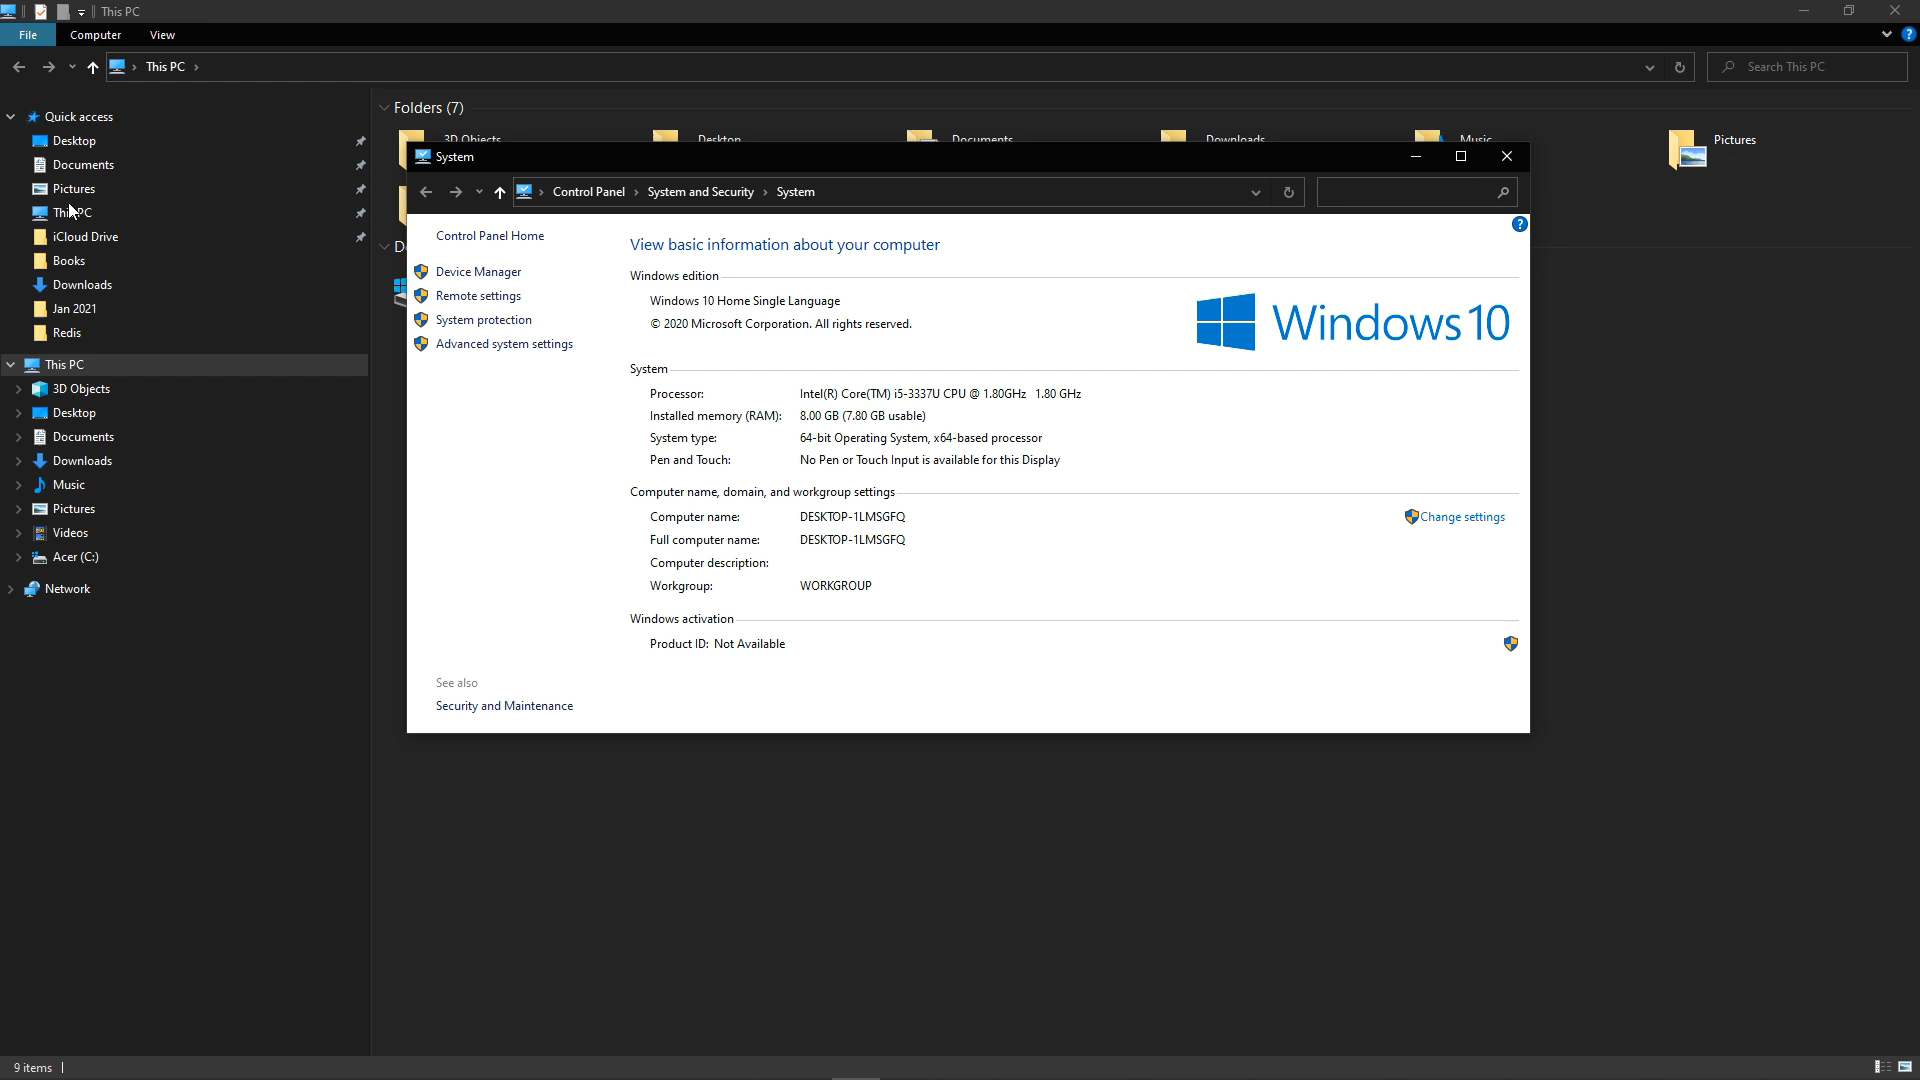 This PC
File Computer View
This PC
Search This PC
Quick access
Desktop
Documents
Pictures
This PC
iCloud Drive
Books
Downloads
Jan 2021
Redis
This PC
3D Objects
Desktop
Documents
Downloads
Music
Pictures
Videos
Acer (C:)
Network
Folders (7)
3D Objects Desktop Documents Downloads Music Pictures
System
Control Panel System and Security System
Control Panel Home
Device Manager
Remote settings
System protection
Advanced system settings
See also
Security and Maintenance
View basic information about your computer
Windows edition
Windows 10 Home Single Language
© 2020 Microsoft Corporation. All rights reserved.
Windows 10
System
Processor: Intel(R) Core(TM) i5-3337U CPU @ 1.80GHz 1.80 GHz
Installed memory (RAM): 8.00 GB (7.80 GB usable)
System type: 64-bit Operating System, x64-based processor
Pen and Touch: No Pen or Touch Input is available for this Display
Computer name, domain, and workgroup settings
Computer name: DESKTOP-1LMSGFQ
Change settings
Full computer name: DESKTOP-1LMSGFQ
Computer description:
Workgroup: WORKGROUP
Windows activation
Product ID: Not Available
9 items